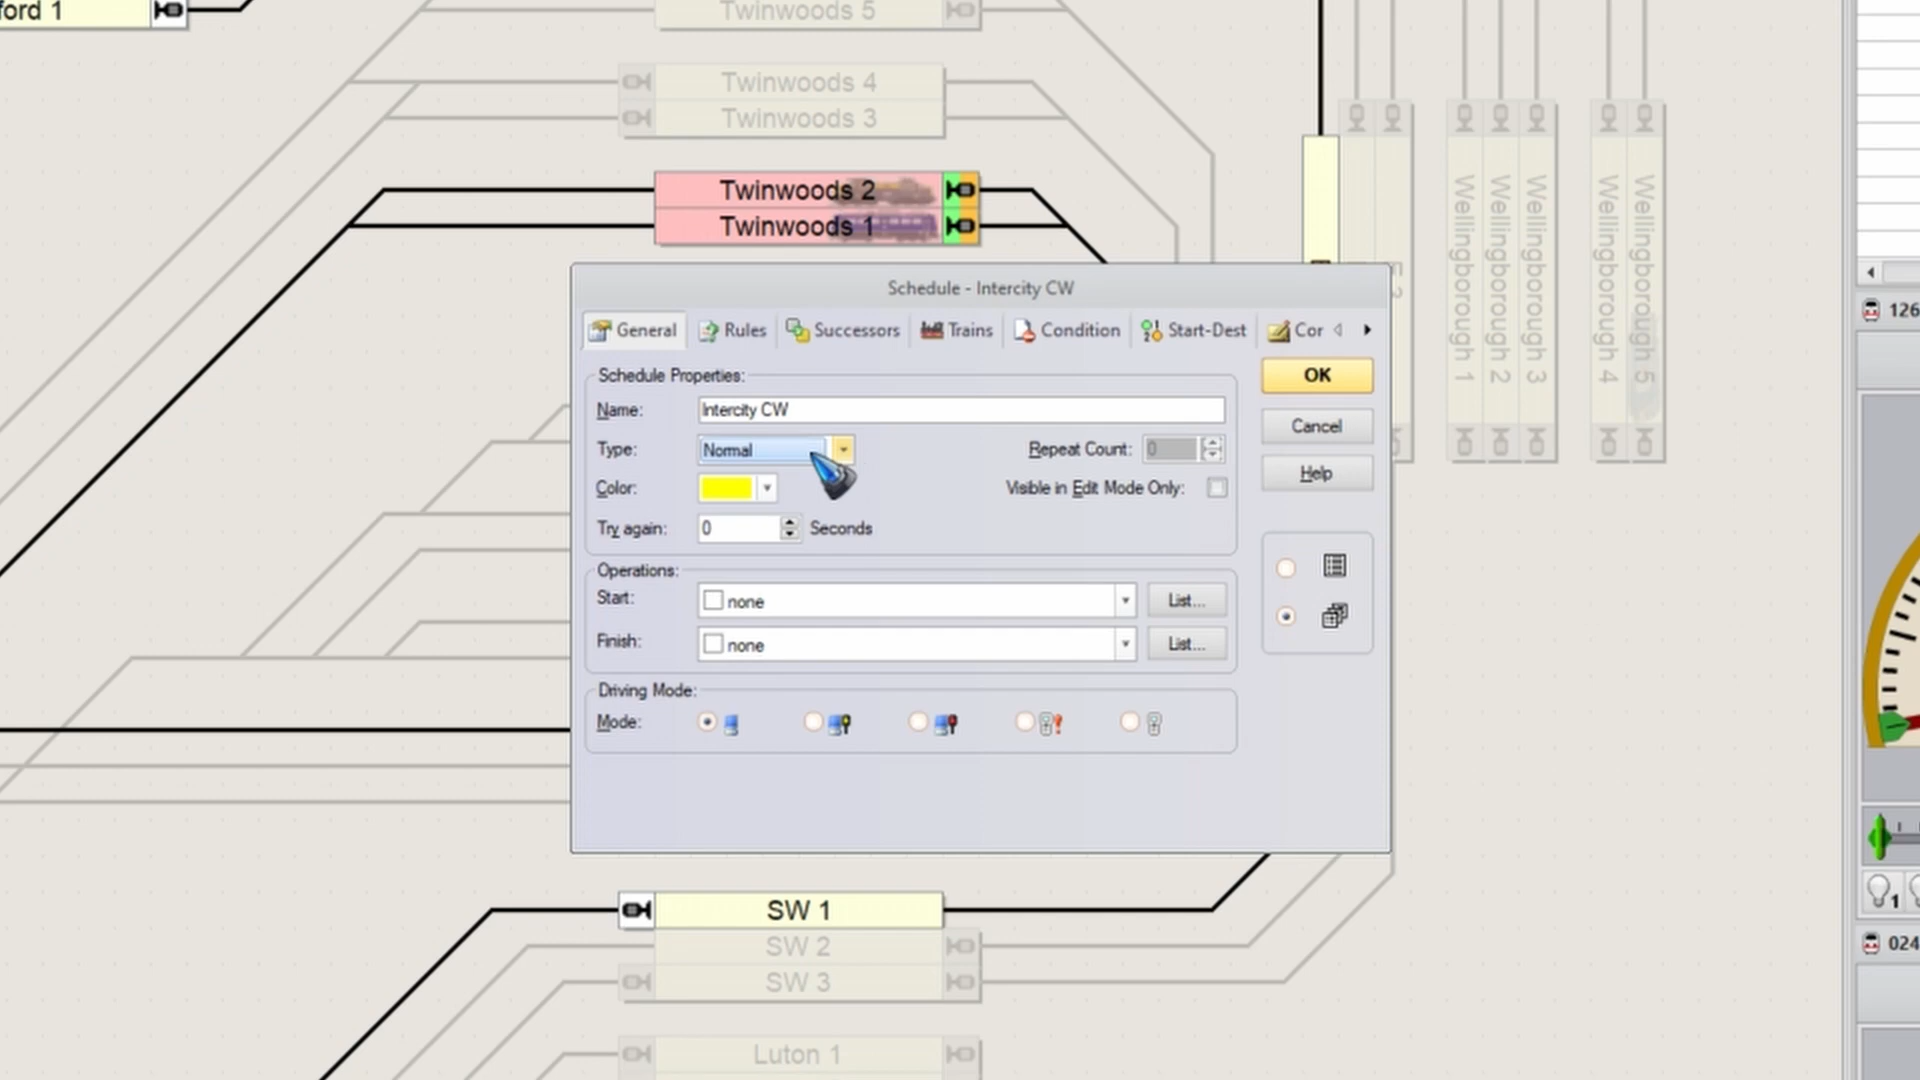 ford 1
Twinwoods 5
Twinwoods 4
Twinwoods 3
Twinwoods 2
Twinwoods 1
Wellingborough 1
Wellingborough 2
Wellingborough 3
Wellingborough 4
Wellingborough 5
Schedule - Intercity CW
General
Rules
Successors
Trains
Condition
Start-Dest
Cor
Schedule Properties:
Name:
Intercity CW
Type:
Normal
Repeat Count:
0
Color:
Visible in Edit Mode Only:
Try again:
0
Seconds
OK
Cancel
Help
Operations:
Start:
none
List...
Finish:
none
List...
Driving Mode:
Mode:
SW 1
SW 2
SW 3
Luton 1
126
1
024